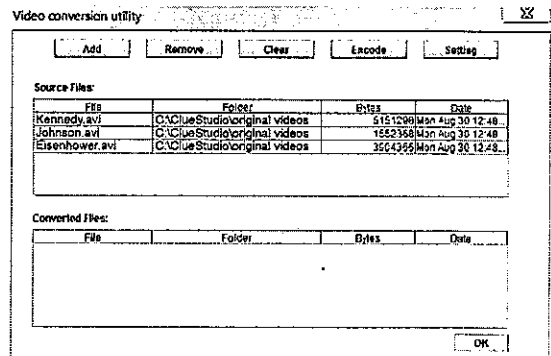 Video conversion utility
Add Remove Clear Encode Setting
Source Files:
File Folder Bytes Date
Kennedy.avi C:\ClueStudio\original videos 5151298 Mon Aug 30 12:48...
Johnson.avi C:\ClueStudio\original videos 1552368 Mon Aug 30 12:48...
Eisenhower.avi C:\ClueStudio\original videos Mon Aug 30 12:48...
Converted Files:
File Folder Bytes Date
OK